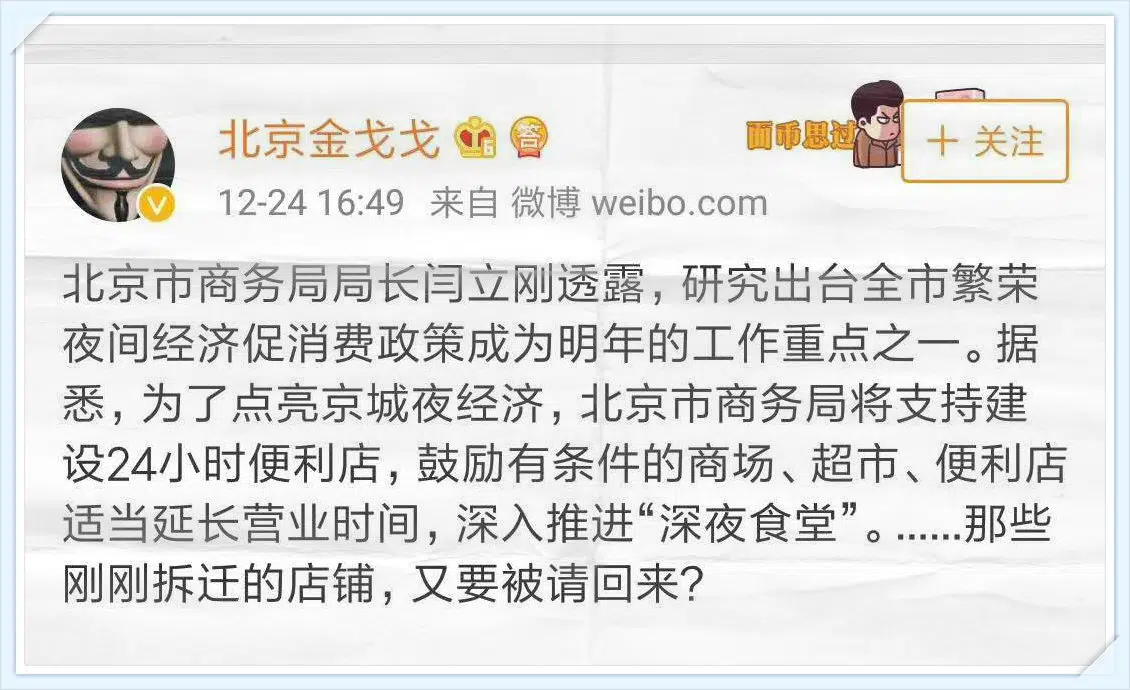 北京金戈戈
答
面币思过
+ 关注
12-24 16:49 来自 微博 weibo.com
北京市商务局局长闫立刚透露，研究出台全市繁荣
夜间经济促消费政策成为明年的工作重点之一。据
悉，为了点亮京城夜经济，北京市商务局将支持建
设24小时便利店，鼓励有条件的商场、超市、便利店
适当延长营业时间，深入推进“深夜食堂”。……那些
刚刚拆迁的店铺，又要被请回来?